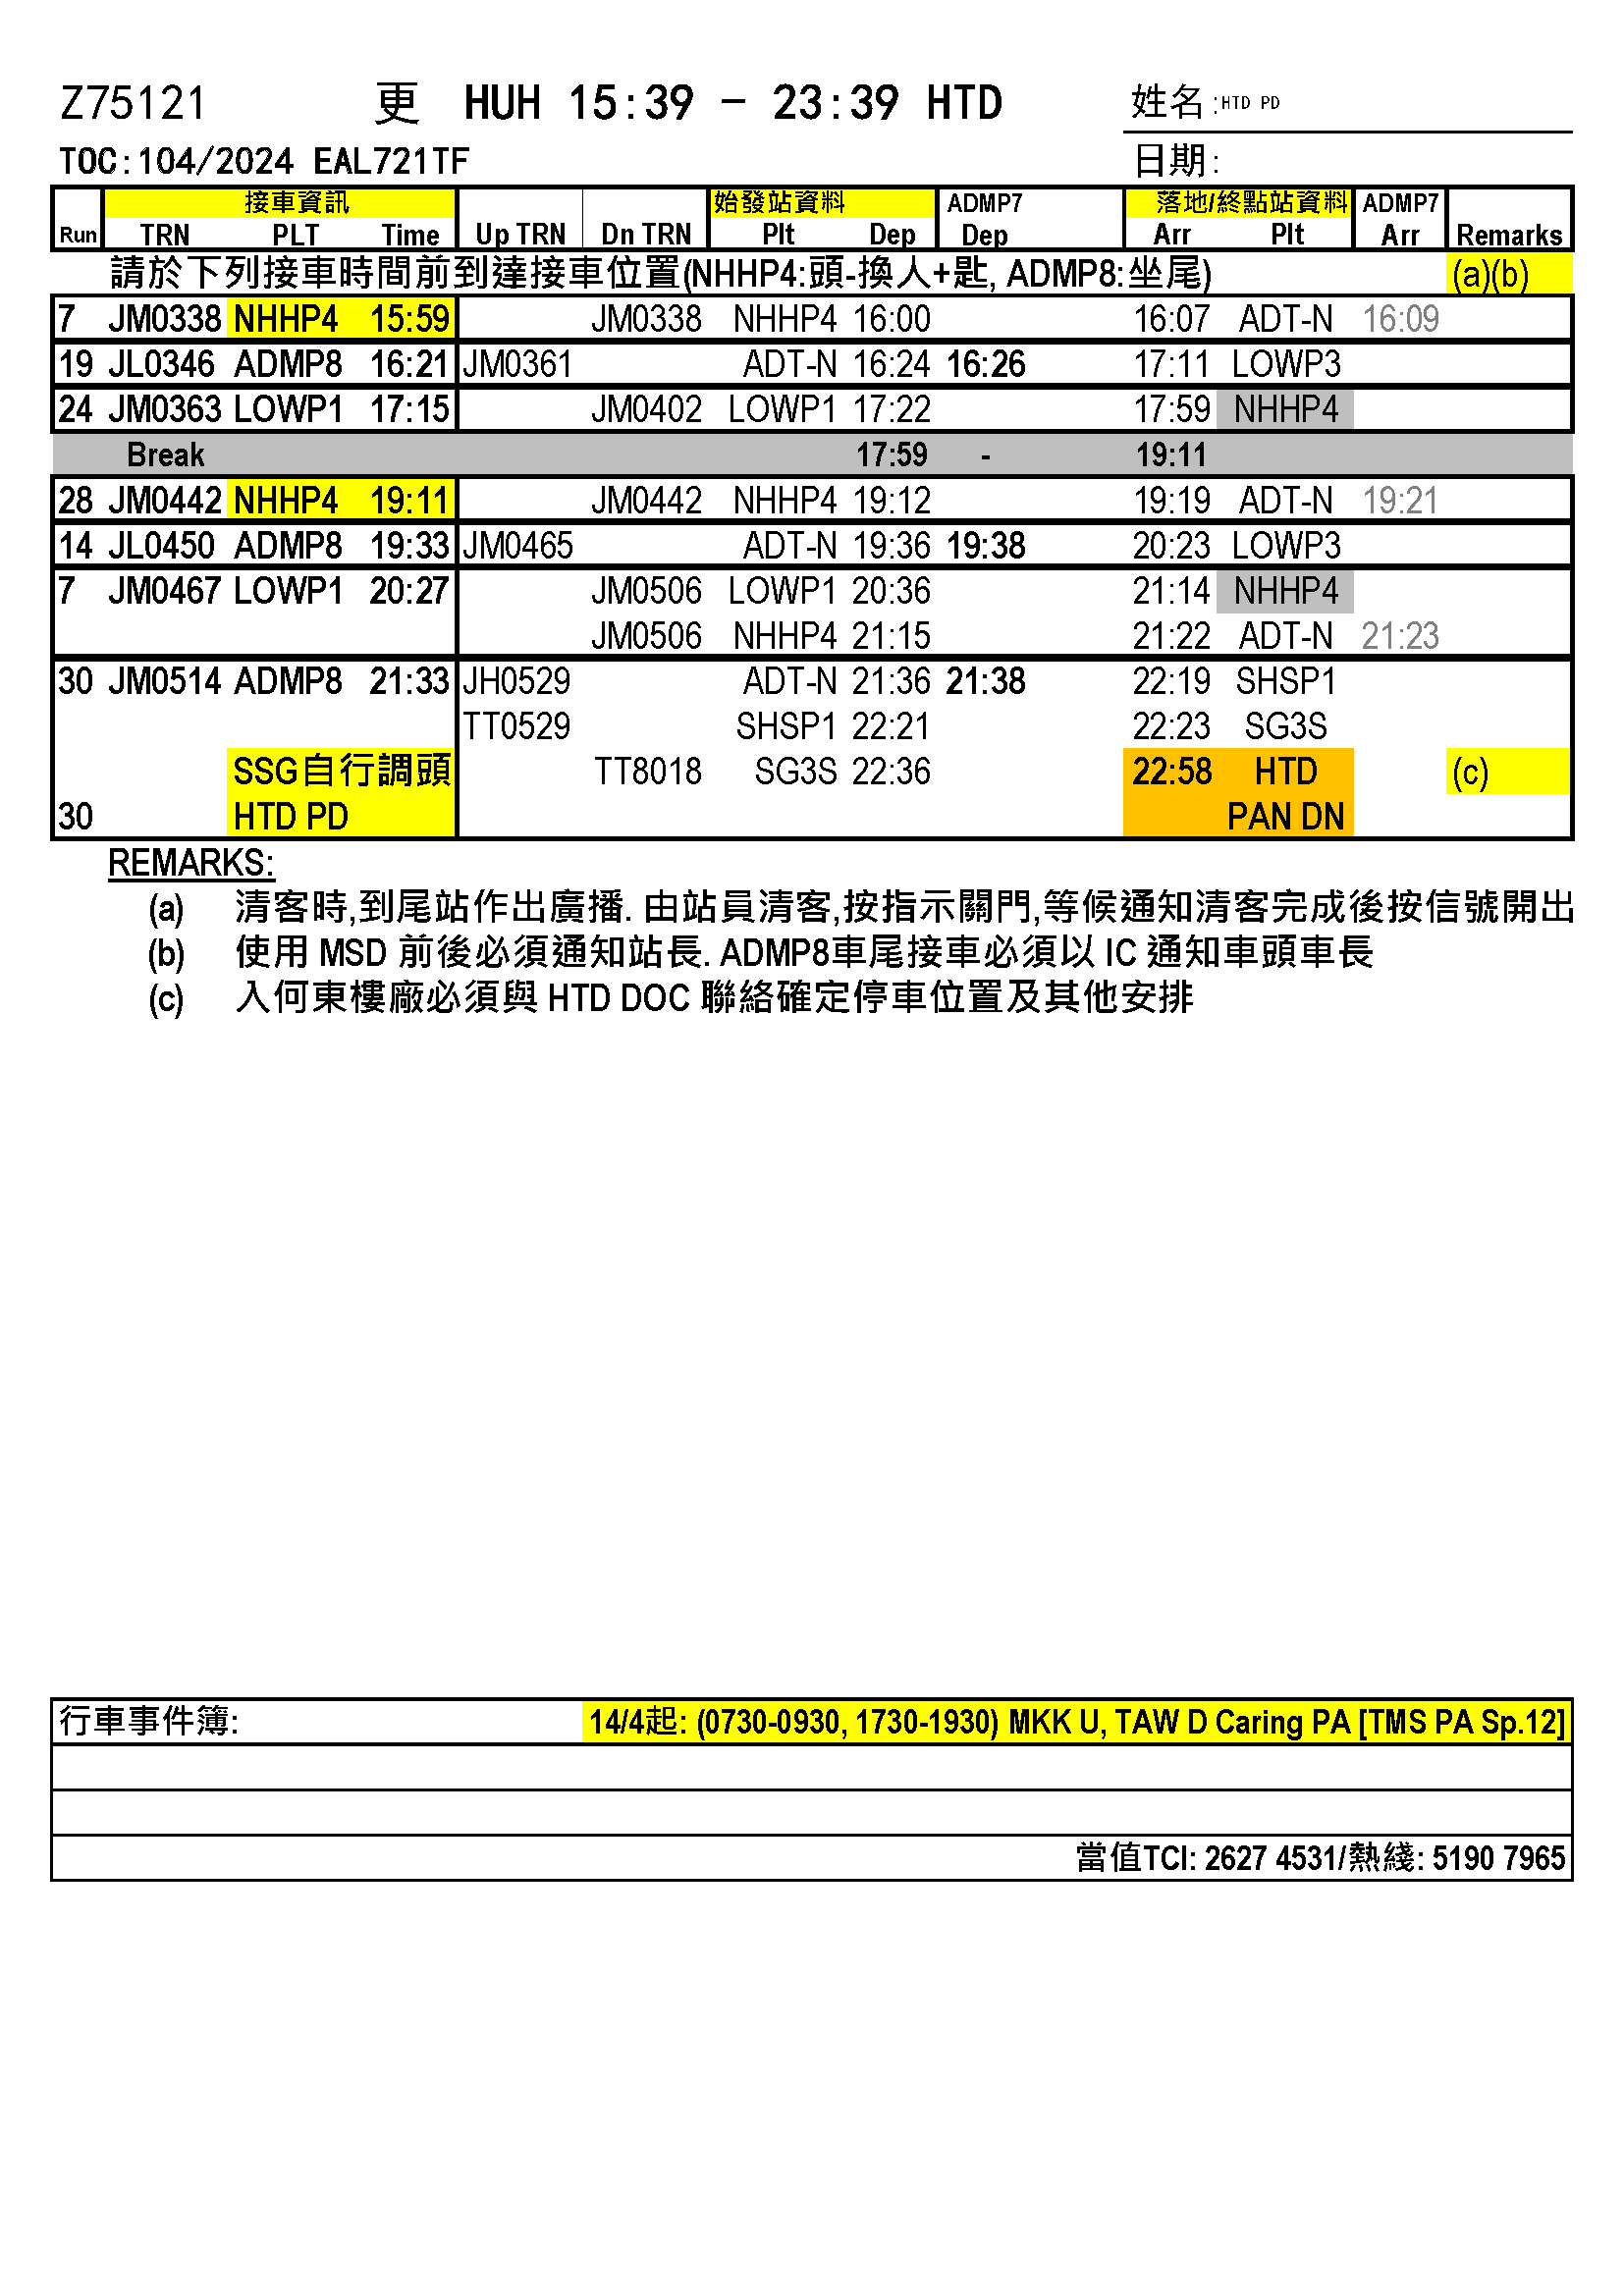 Z75121 更 HUH 15:39 - 23:39 HTD 姓名:HTD PD
TOC:104/2024 EAL721TF 日期:
接車資訊 始發站資料 ADMP7 落地/終點站資料 ADMP7
Run TRN PLT Time Up TRN Dn TRN Plt Dep Dep Arr Plt Arr Remarks
請於下列接車時間前到達接車位置(NHHP4:頭-換人+匙, ADMP8:坐尾) (a)(b)
7 JM0338 NHHP4 15:59 JM0338 NHHP4 16:00 16:07 ADT-N 16:09
19 JL0346 ADMP8 16:21 JM0361 ADT-N 16:24 16:26 17:11 LOWP3
24 JM0363 LOWP1 17:15 JM0402 LOWP1 17:22 17:59 NHHP4
Break 17:59 - 19:11
28 JM0442 NHHP4 19:11 JM0442 NHHP4 19:12 19:19 ADT-N 19:21
14 JL0450 ADMP8 19:33 JM0465 ADT-N 19:36 19:38 20:23 LOWP3
7 JM0467 LOWP1 20:27 JM0506 LOWP1 20:36 21:14 NHHP4
JM0506 NHHP4 21:15 21:22 ADT-N 21:23
30 JM0514 ADMP8 21:33 JH0529 ADT-N 21:36 21:38 22:19 SHSP1
TT0529 SHSP1 22:21 22:23 SG3S
SSG自行調頭 TT8018 SG3S 22:36 22:58 HTD (c)
30 HTD PD PAN DN
REMARKS:
(a) 清客時,到尾站作出廣播. 由站員清客,按指示關門,等候通知清客完成後按信號開出
(b) 使用 MSD 前後必須通知站長. ADMP8車尾接車必須以 IC 通知車頭車長
(c) 入何東樓廠必須與 HTD DOC 聯絡確定停車位置及其他安排
行車事件簿: 14/4起: (0730-0930, 1730-1930) MKK U, TAW D Caring PA [TMS PA Sp.12]
當值TCI: 2627 4531/熱綫: 5190 7965